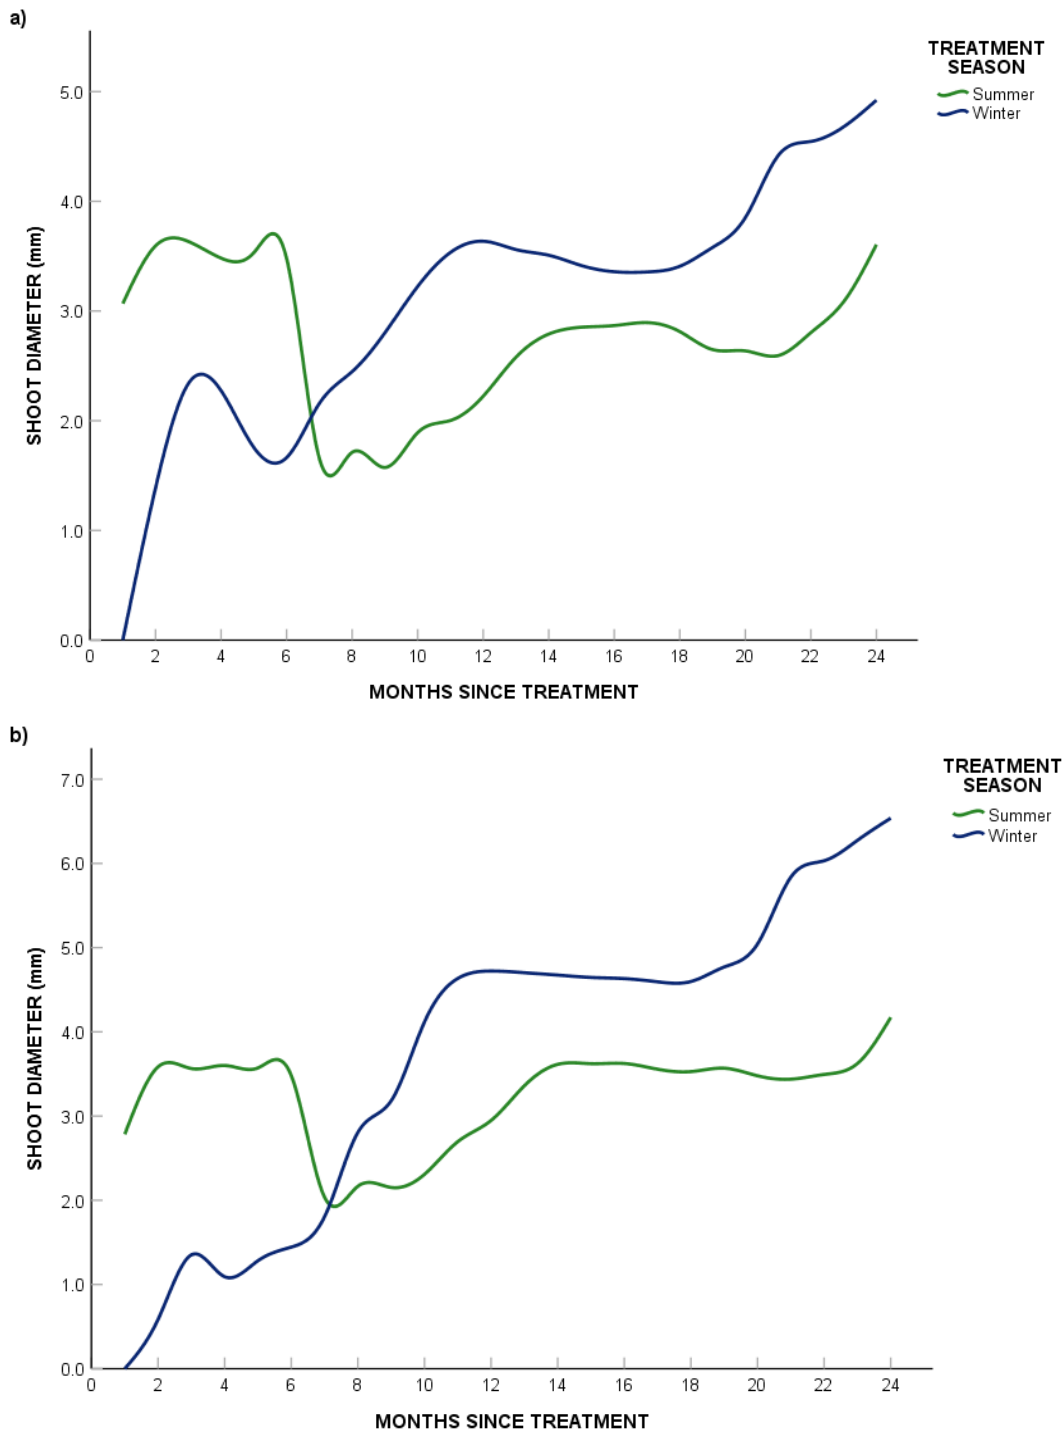 a)
TREATMENT
SEASON
Summer
Winter
5.0
4.0
3.0
2.0
1.0
0.0
SHOOT DIAMETER (mm)
0 2 4 6 8 10 12 14 16 18 20 22 24
MONTHS SINCE TREATMENT
b)
TREATMENT
SEASON
Summer
Winter
7.0
6.0
5.0
4.0
3.0
2.0
1.0
0.0
SHOOT DIAMETER (mm)
0 2 4 6 8 10 12 14 16 18 20 22 24
MONTHS SINCE TREATMENT